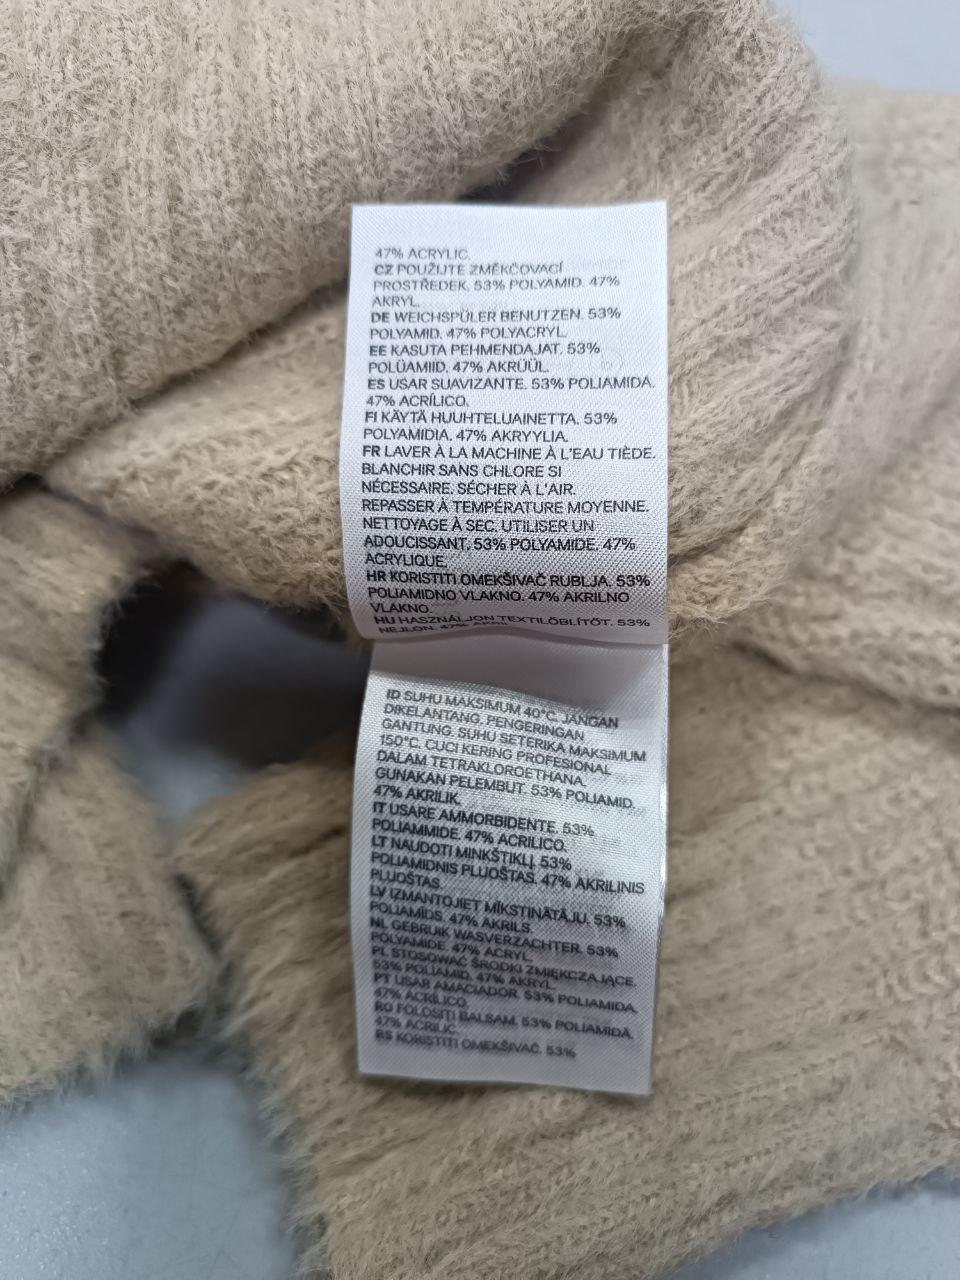 47% ACRYLIC.
CZ POUŽIJTE ZMĚKČOVACÍ
PROSTŘEDEK. 53% POLYAMID. 47%
AKRYL.
DE WEICHSPÜLER BENUTZEN. 53%
POLYAMID. 47% POLYACRYL.
EE KASUTA PEHMENDAJAT. 53%
POLÜAMIID. 47% AKRÜÜL.
ES USAR SUAVIZANTE. 53% POLIAMIDA.
47% ACRÍLICO.
FI KÄYTÄ HUUHTELUAINETTA. 53%
POLYAMIDIA. 47% AKRYYLIA.
FR LAVER À LA MACHINE À L'EAU TIÈDE.
BLANCHIR SANS CHLORE SI
NÉCESSAIRE. SÉCHER À L'AIR.
REPASSER À TEMPÉRATURE MOYENNE.
NETTOYAGE À SEC. UTILISER UN
ADOUCISSANT. 53% POLYAMIDE. 47%
ACRYLIQUE.
HR KORISTITI OMEKŠIVAČ RUBLJA. 53%
POLIAMIDNO VLAKNO. 47% AKRILNO
VLAKNO.
HU HASZNÁLJON TEXTILÖBLÍTŐT. 53%
NEJLON. 47% AKRIL
ID SUHU MAKSIMUM 40°C. JANGAN
DIKELANTANG. PENGERINGAN
GANTUNG. SUHU SETERIKA MAKSIMUM
150°C. CUCI KERING PROFESIONAL
DALAM TETRAKLOROETHANA.
GUNAKAN PELEMBUT. 53% POLIAMID.
47% AKRILIK.
IT USARE AMMORBIDENTE. 53%
POLIAMMIDE. 47% ACRILICO.
LT NAUDOTI MINKŠTIKLĮ. 53%
POLIAMIDNIS PLUOŠTAS. 47% AKRILINIS
PLUOŠTAS.
LV IZMANTOJIET MĪKSTINĀTĀJU. 53%
POLIAMĪDS. 47% AKRILS.
NL GEBRUIK WASVERZACHTER. 53%
POLYAMIDE. 47% ACRYL.
PL STOSOWAĆ ŚRODKI ZMIĘKCZAJĄCE.
53% POLIAMID. 47% AKRYL.
PT USAR AMACIADOR. 53% POLIAMIDA.
47% ACRÍLICO.
RO FOLOSIȚI BALSAM. 53% POLIAMIDĂ.
47% ACRILIC.
RS KORISTITI OMEKŠIVAČ. 53%